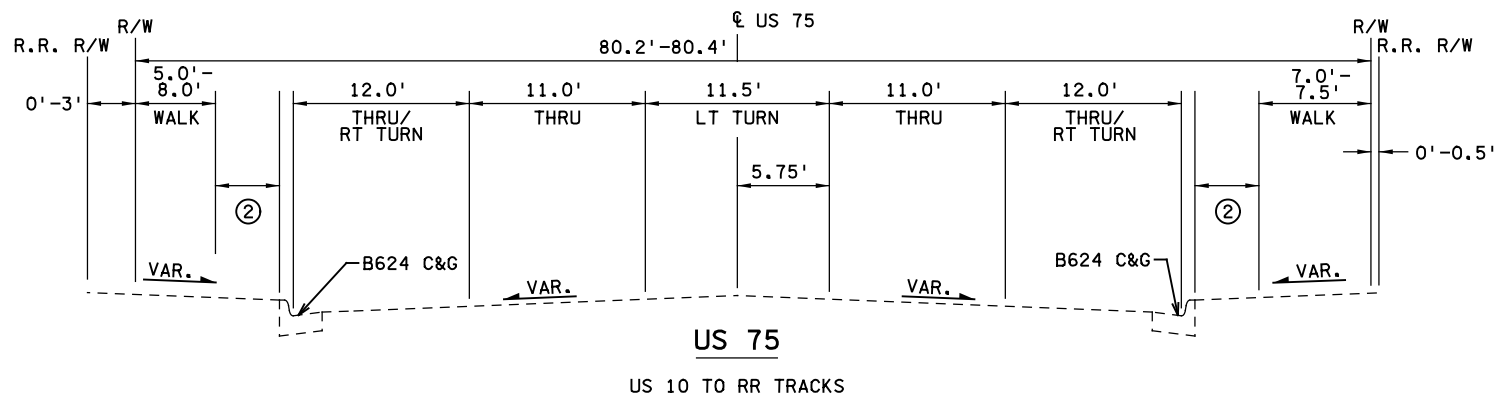 ℄ US 75
R/W
R/W
R.R. R/W
R.R. R/W
80.2'-80.4'
0'-3'
5.0'-
8.0'
WALK
12.0'
THRU/
RT TURN
11.0'
THRU
11.5'
LT TURN
11.0'
THRU
12.0'
THRU/
RT TURN
7.0'-
7.5'
WALK
0'-0.5'
5.75'
2
2
VAR.
B624 C&G
VAR.
VAR.
B624 C&G
VAR.
US 75
US 10 TO RR TRACKS